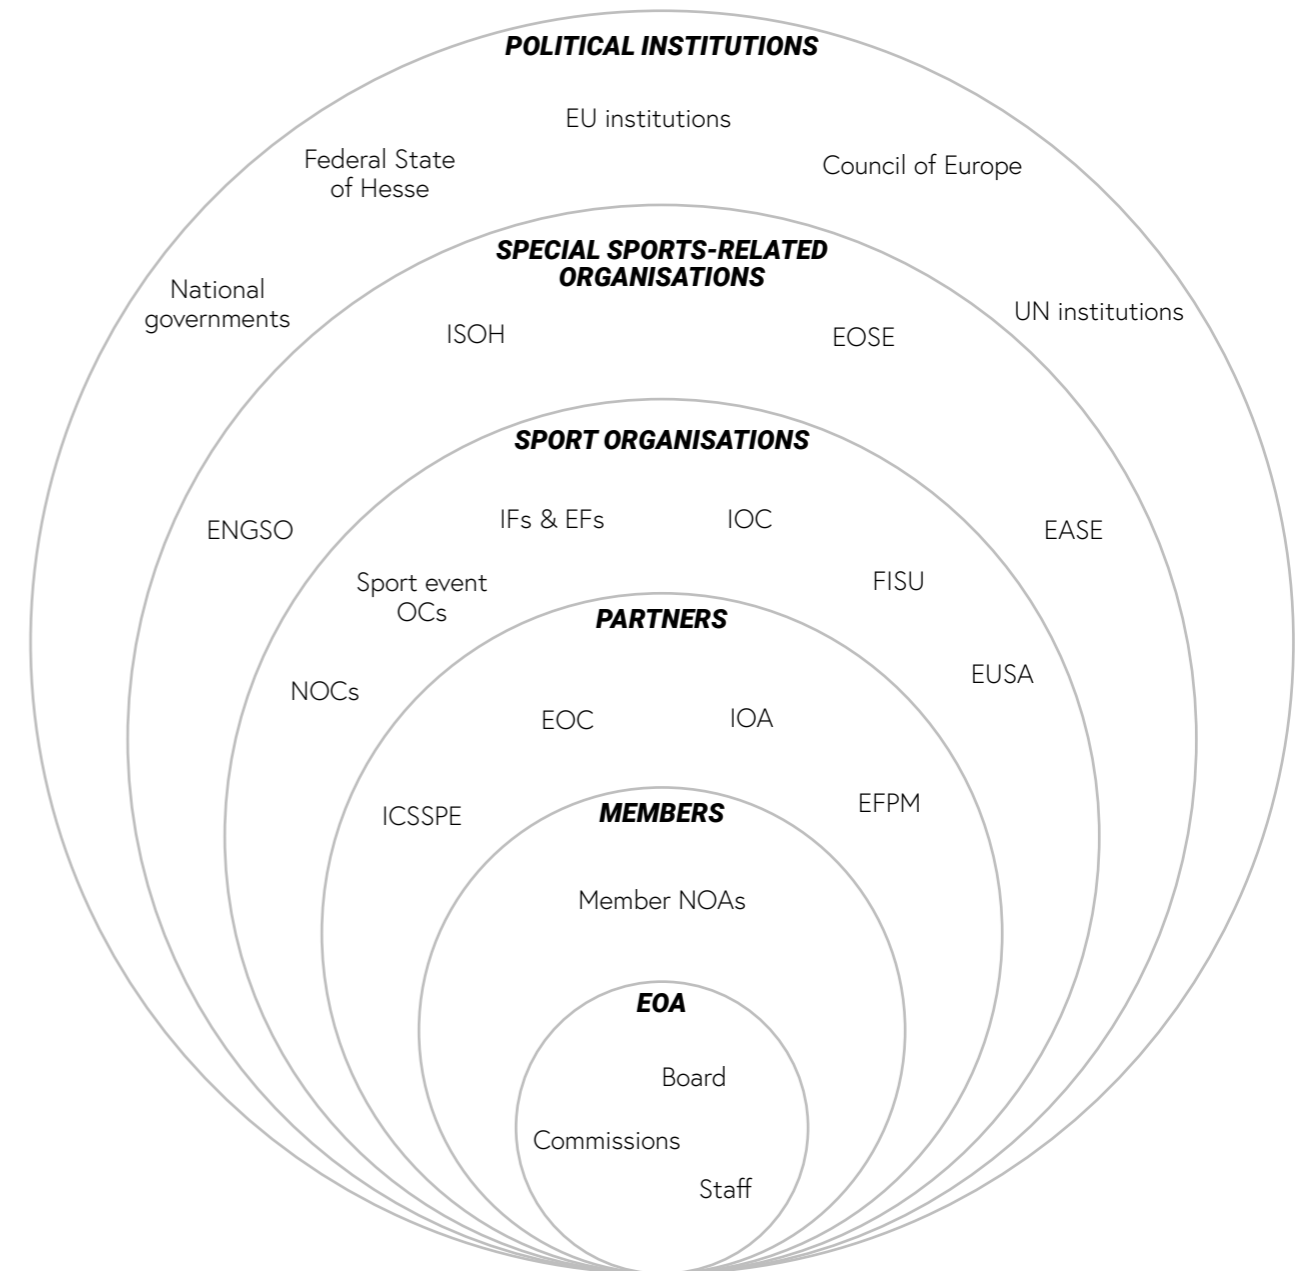 POLITICAL INSTITUTIONS
EU institutions
Federal State
of Hesse
Council of Europe
National
governments
UN institutions
SPECIAL SPORTS-RELATED
ORGANISATIONS
ISOH
EOSE
ENGSO
EASE
SPORT ORGANISATIONS
IFs & EFs
IOC
Sport event
OCs
FISU
NOCs
EUSA
PARTNERS
EOC
IOA
ICSSPE
EFPM
MEMBERS
Member NOAs
EOA
Board
Commissions
Staff